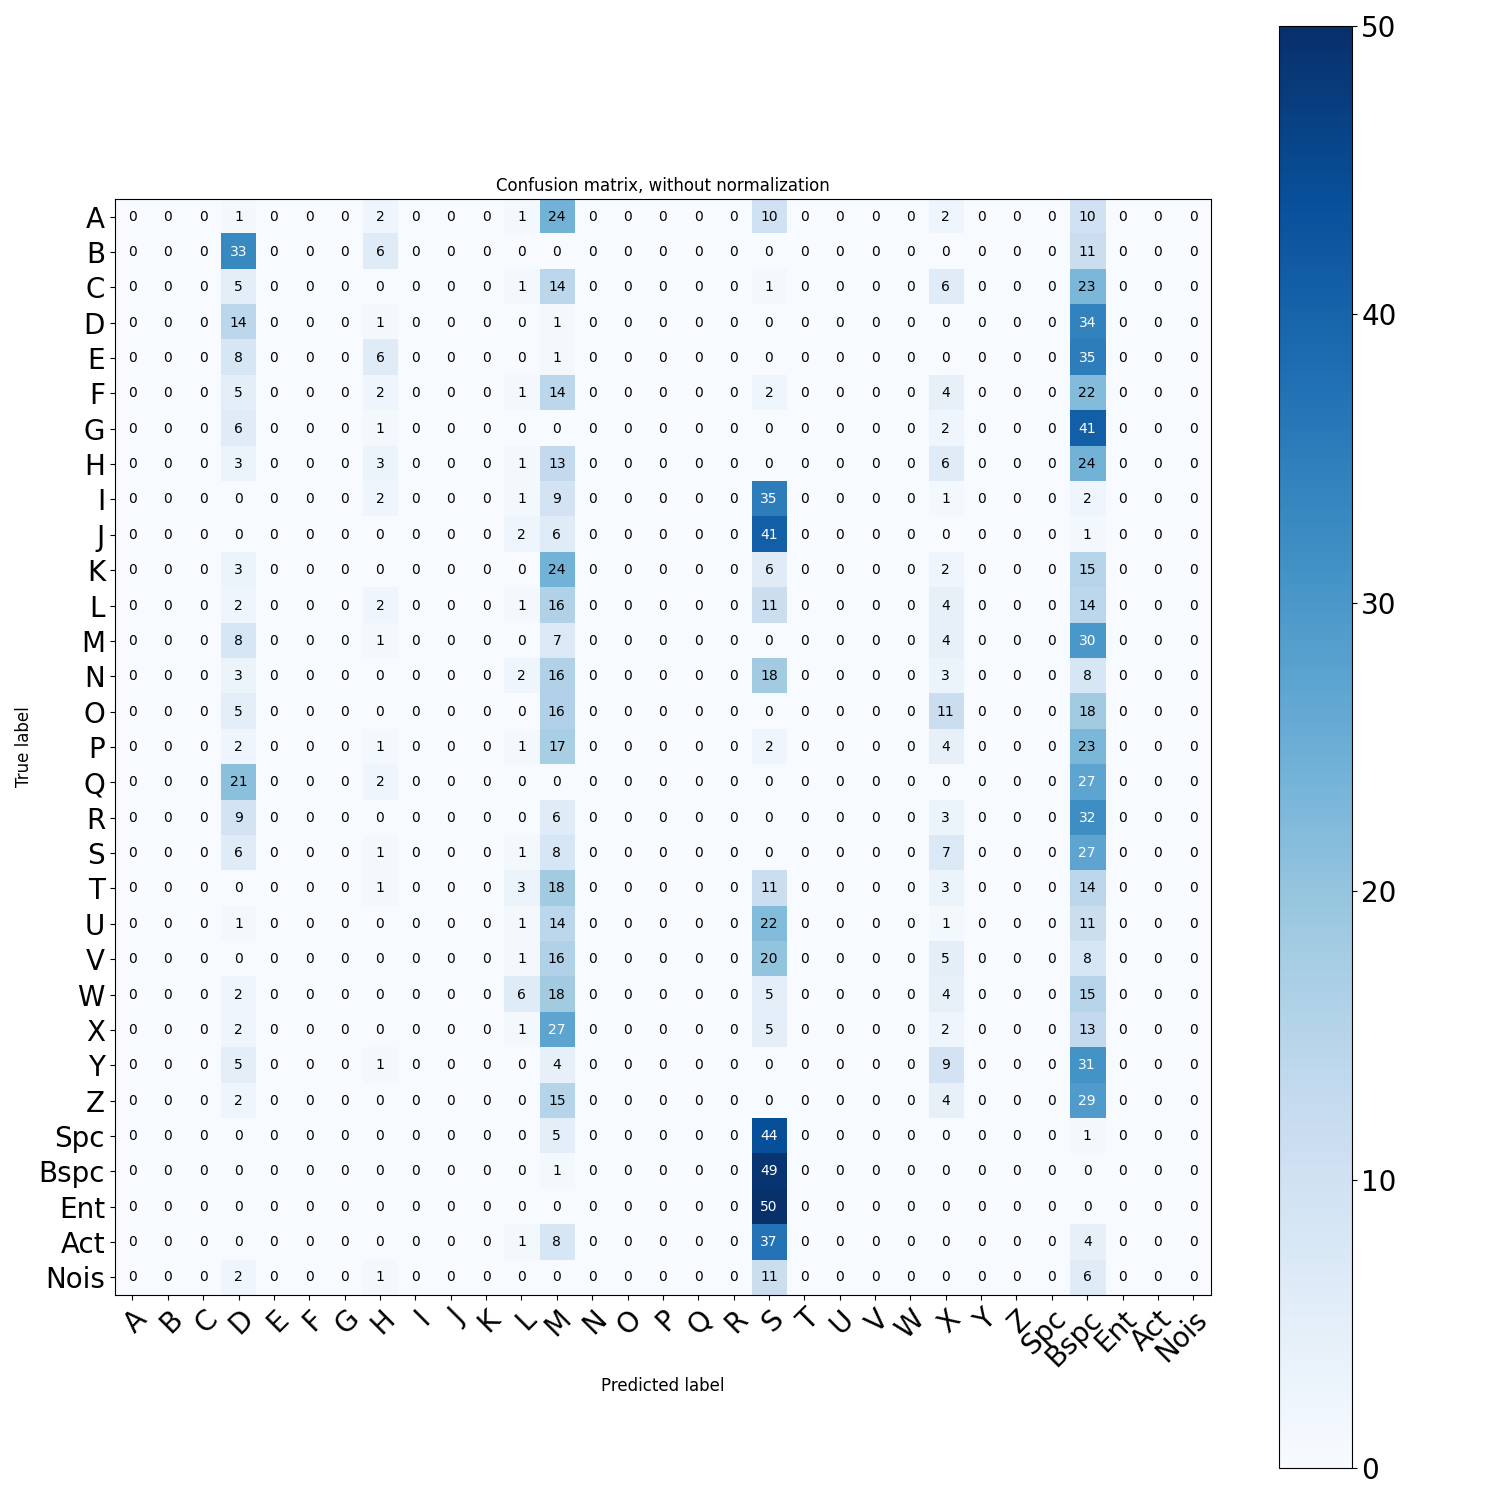 Confusion matrix, without normalization
A 0 0 0 1 0 0 0 2 0 0 0 1 24 0 0 0 0 0 10 0 0 0 0 2 0 0 0 10 0 0 0
B 0 0 0 33 0 0 0 6 0 0 0 0 0 0 0 0 0 0 0 0 0 0 0 0 0 0 0 11 0 0 0
C 0 0 0 5 0 0 0 0 0 0 0 1 14 0 0 0 0 0 1 0 0 0 0 6 0 0 0 23 0 0 0
D 0 0 0 14 0 0 0 1 0 0 0 0 1 0 0 0 0 0 0 0 0 0 0 0 0 0 0 34 0 0 0
E 0 0 0 8 0 0 0 6 0 0 0 0 1 0 0 0 0 0 0 0 0 0 0 0 0 0 0 35 0 0 0
F 0 0 0 5 0 0 0 2 0 0 0 1 14 0 0 0 0 0 2 0 0 0 0 4 0 0 0 22 0 0 0
G 0 0 0 6 0 0 0 1 0 0 0 0 0 0 0 0 0 0 0 0 0 0 0 2 0 0 0 41 0 0 0
H 0 0 0 3 0 0 0 3 0 0 0 1 13 0 0 0 0 0 0 0 0 0 0 6 0 0 0 24 0 0 0
I 0 0 0 0 0 0 0 2 0 0 0 1 9 0 0 0 0 0 35 0 0 0 0 1 0 0 0 2 0 0 0
J 0 0 0 0 0 0 0 0 0 0 0 2 6 0 0 0 0 0 41 0 0 0 0 0 0 0 0 1 0 0 0
K 0 0 0 3 0 0 0 0 0 0 0 0 24 0 0 0 0 0 6 0 0 0 0 2 0 0 0 15 0 0 0
L 0 0 0 2 0 0 0 2 0 0 0 1 16 0 0 0 0 0 11 0 0 0 0 4 0 0 0 14 0 0 0
M 0 0 0 8 0 0 0 1 0 0 0 0 7 0 0 0 0 0 0 0 0 0 0 4 0 0 0 30 0 0 0
N 0 0 0 3 0 0 0 0 0 0 0 2 16 0 0 0 0 0 18 0 0 0 0 3 0 0 0 8 0 0 0
O 0 0 0 5 0 0 0 0 0 0 0 0 16 0 0 0 0 0 0 0 0 0 0 11 0 0 0 18 0 0 0
P 0 0 0 2 0 0 0 1 0 0 0 1 17 0 0 0 0 0 2 0 0 0 0 4 0 0 0 23 0 0 0
Q 0 0 0 21 0 0 0 2 0 0 0 0 0 0 0 0 0 0 0 0 0 0 0 0 0 0 0 27 0 0 0
R 0 0 0 9 0 0 0 0 0 0 0 0 6 0 0 0 0 0 0 0 0 0 0 3 0 0 0 32 0 0 0
S 0 0 0 6 0 0 0 1 0 0 0 1 8 0 0 0 0 0 0 0 0 0 0 7 0 0 0 27 0 0 0
T 0 0 0 0 0 0 0 1 0 0 0 3 18 0 0 0 0 0 11 0 0 0 0 3 0 0 0 14 0 0 0
U 0 0 0 1 0 0 0 0 0 0 0 1 14 0 0 0 0 0 22 0 0 0 0 1 0 0 0 11 0 0 0
V 0 0 0 0 0 0 0 0 0 0 0 1 16 0 0 0 0 0 20 0 0 0 0 5 0 0 0 8 0 0 0
W 0 0 0 2 0 0 0 0 0 0 0 6 18 0 0 0 0 0 5 0 0 0 0 4 0 0 0 15 0 0 0
X 0 0 0 2 0 0 0 0 0 0 0 1 27 0 0 0 0 0 5 0 0 0 0 2 0 0 0 13 0 0 0
Y 0 0 0 5 0 0 0 1 0 0 0 0 4 0 0 0 0 0 0 0 0 0 0 9 0 0 0 31 0 0 0
Z 0 0 0 2 0 0 0 0 0 0 0 0 15 0 0 0 0 0 0 0 0 0 0 4 0 0 0 29 0 0 0
Spc 0 0 0 0 0 0 0 0 0 0 0 0 5 0 0 0 0 0 44 0 0 0 0 0 0 0 0 1 0 0 0
Bspc 0 0 0 0 0 0 0 0 0 0 0 0 1 0 0 0 0 0 49 0 0 0 0 0 0 0 0 0 0 0 0
Ent 0 0 0 0 0 0 0 0 0 0 0 0 0 0 0 0 0 0 50 0 0 0 0 0 0 0 0 0 0 0 0
Act 0 0 0 0 0 0 0 0 0 0 0 1 8 0 0 0 0 0 37 0 0 0 0 0 0 0 0 4 0 0 0
Nois 0 0 0 2 0 0 0 1 0 0 0 0 0 0 0 0 0 0 11 0 0 0 0 0 0 0 0 6 0 0 0
A B C D E F G H I J K L M N O P Q R S T U V W X Y Z Spc Bspc Ent Act Nois
Predicted label
True label
50
40
30
20
10
0